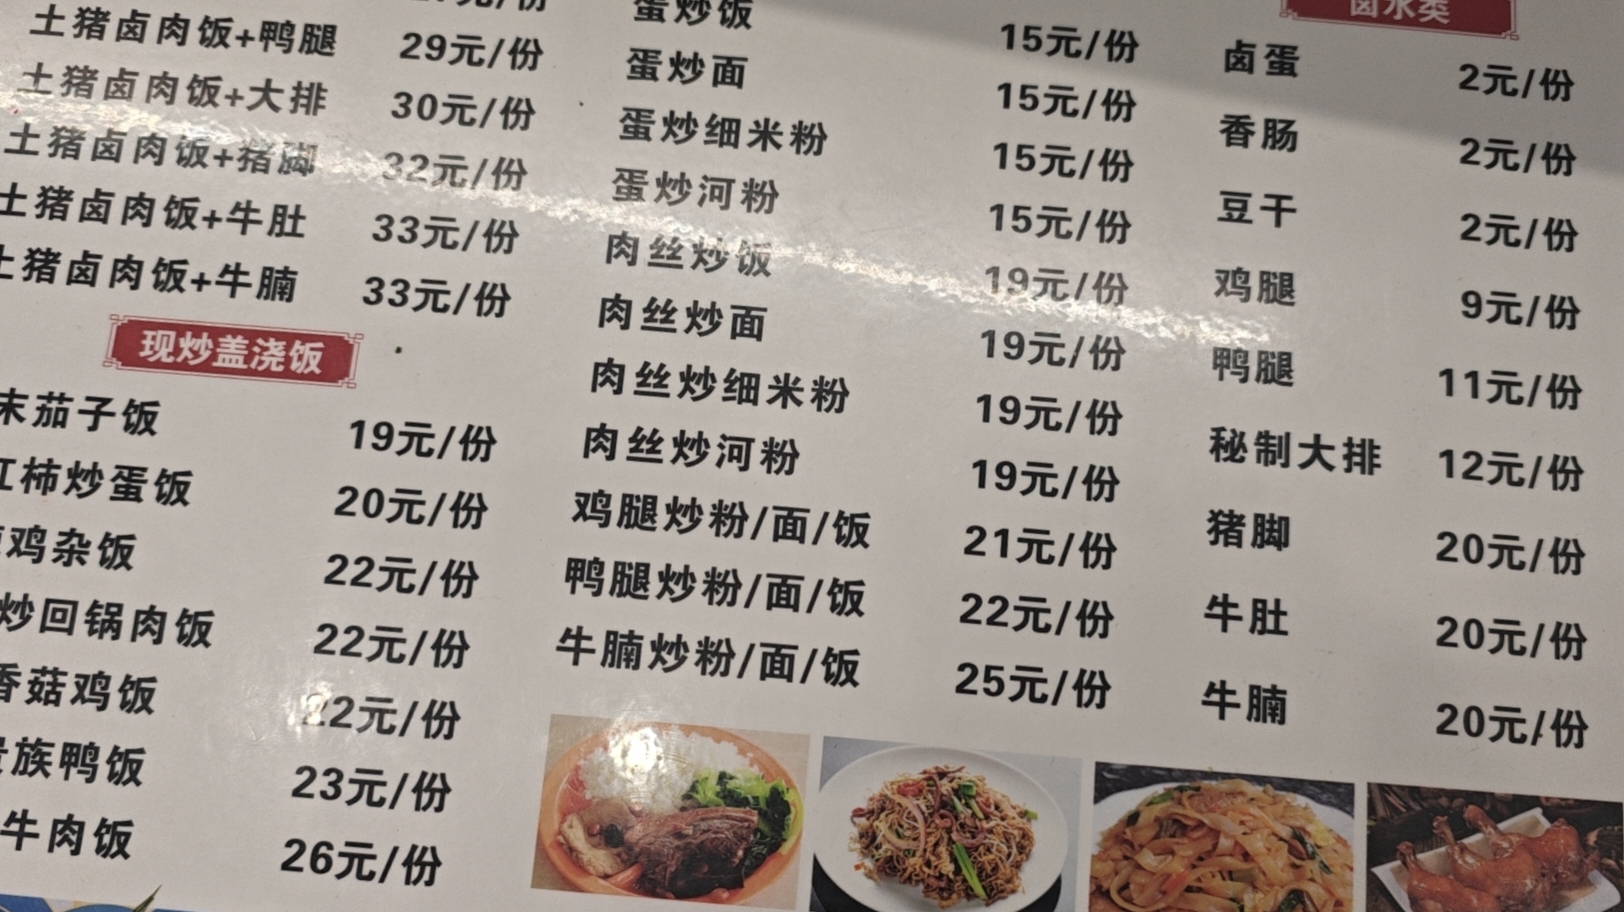 土猪卤肉饭+鸭腿 29元/份
土猪卤肉饭+大排 30元/份
土猪卤肉饭+猪脚 32元/份
土猪卤肉饭+牛肚 33元/份
土猪卤肉饭+牛腩 33元/份
现炒盖浇饭
末茄子饭 19元/份
红柿炒蛋饭 20元/份
鸡杂饭 22元/份
炒回锅肉饭 22元/份
香菇鸡饭 22元/份
族鸭饭 23元/份
牛肉饭 26元/份
蛋炒饭 15元/份
蛋炒面 15元/份
蛋炒细米粉 15元/份
蛋炒河粉 15元/份
肉丝炒饭 19元/份
肉丝炒面 19元/份
肉丝炒细米粉 19元/份
肉丝炒河粉 19元/份
鸡腿炒粉/面/饭 21元/份
鸭腿炒粉/面/饭 22元/份
牛腩炒粉/面/饭 25元/份
卤水类
卤蛋 2元/份
香肠 2元/份
豆干 2元/份
鸡腿 9元/份
鸭腿 11元/份
秘制大排 12元/份
猪脚 20元/份
牛肚 20元/份
牛腩 20元/份